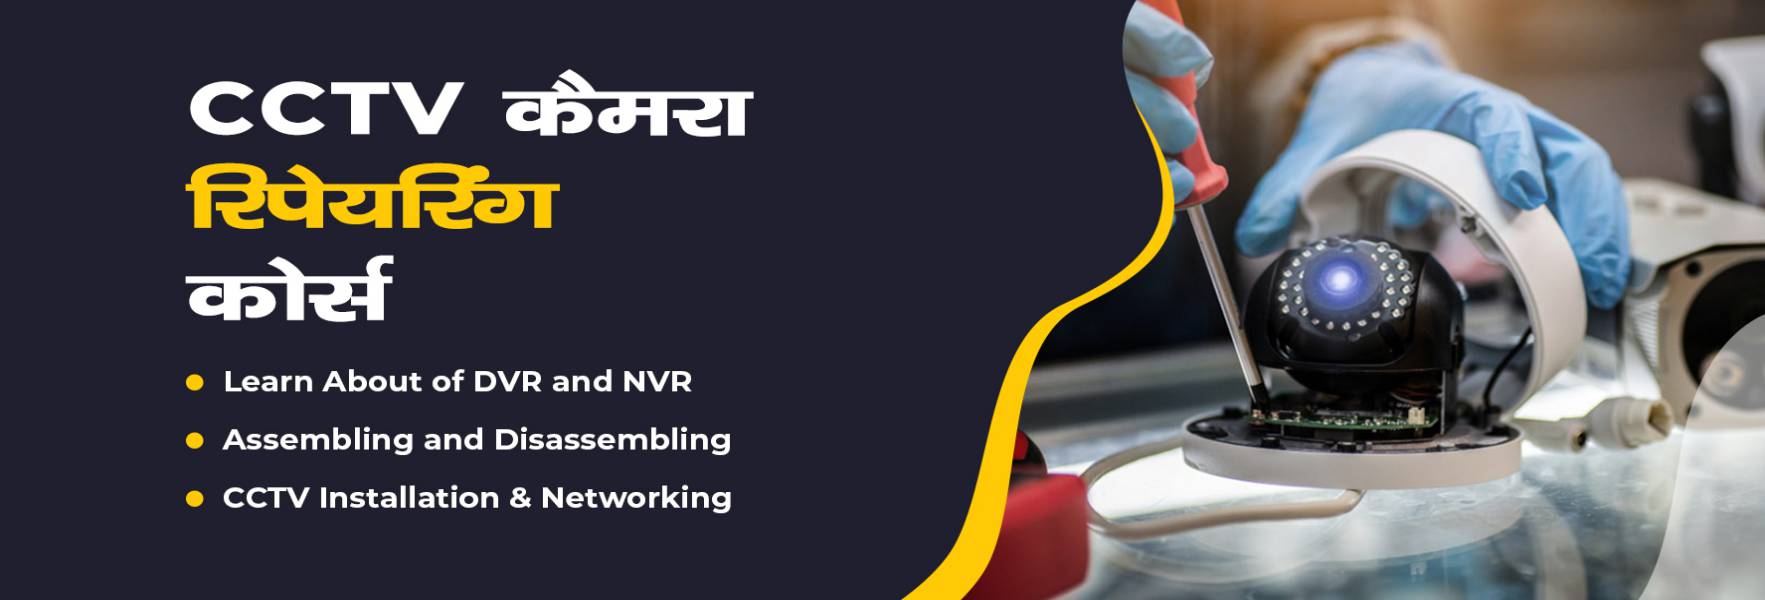 CCTV कैमरा
रिपेयरिंग
कोर्स
Learn About of DVR and NVR
Assembling and Disassembling
CCTV Installation & Networking